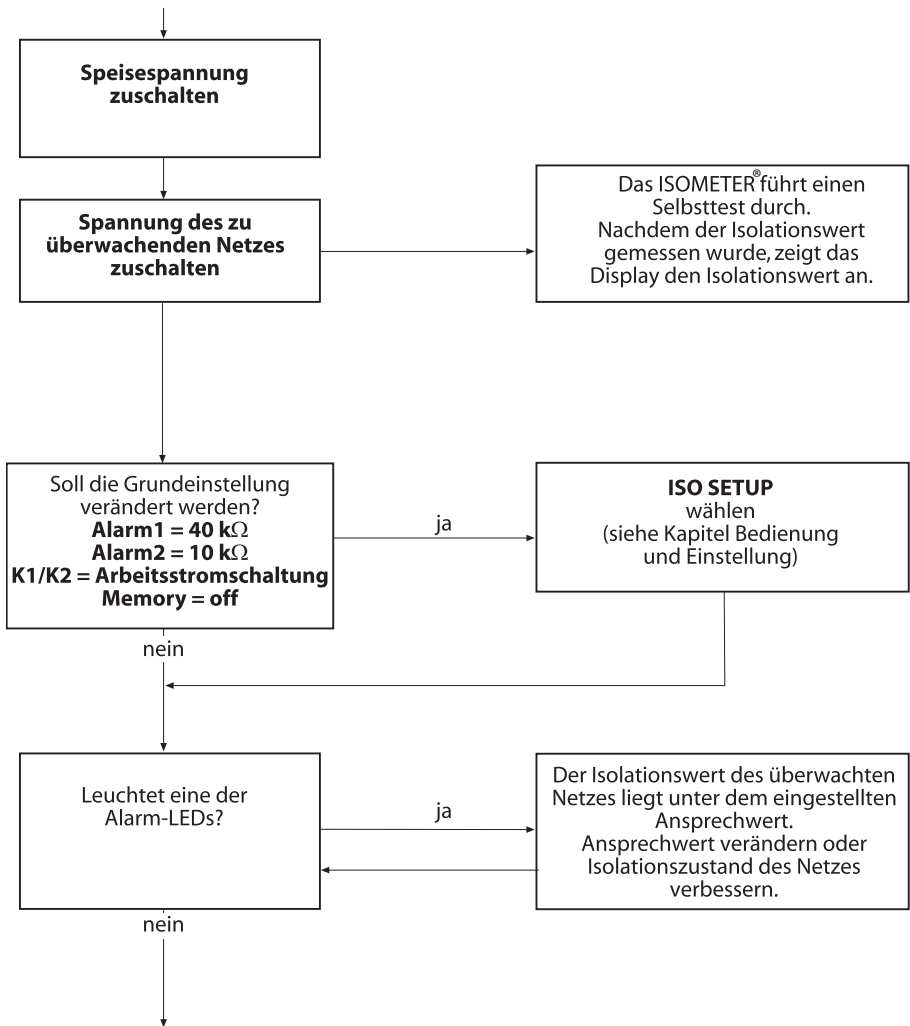 Speisespannung
zuschalten
Spannung des zu
überwachenden Netzes
zuschalten
Das ISOMETER® führt einen
Selbsttest durch.
Nachdem der Isolationswert
gemessen wurde, zeigt das
Display den Isolationswert an.
Soll die Grundeinstellung
verändert werden?
Alarm1 = 40 kΩ
Alarm2 = 10 kΩ
K1/K2 = Arbeitsstromschaltung
Memory = off
ja
ISO SETUP
wählen
(siehe Kapitel Bedienung
und Einstellung)
nein
Leuchtet eine der
Alarm-LEDs?
ja
Der Isolationswert des überwachten
Netzes liegt unter dem eingestellten
Ansprechwert.
Ansprechwert verändern oder
Isolationszustand des Netzes
verbessern.
nein